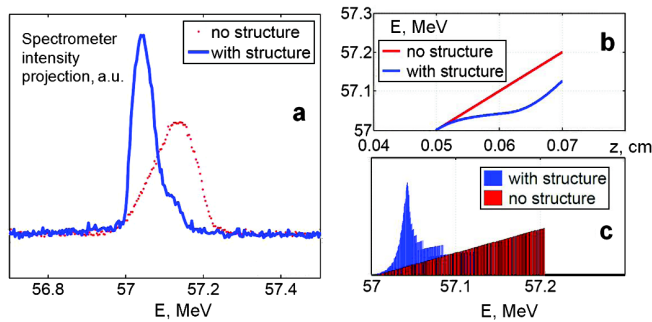 Spectrometer
intensity
projection, a.u.
no structure
with structure
a
56.8
57
57.2
57.4
E, MeV
57.3
57.2
57.1
57
E, MeV
b
no structure
with structure
0.04
0.05
0.06
0.07
z, cm
with structure
no structure
c
57
57.1
57.2
E, MeV